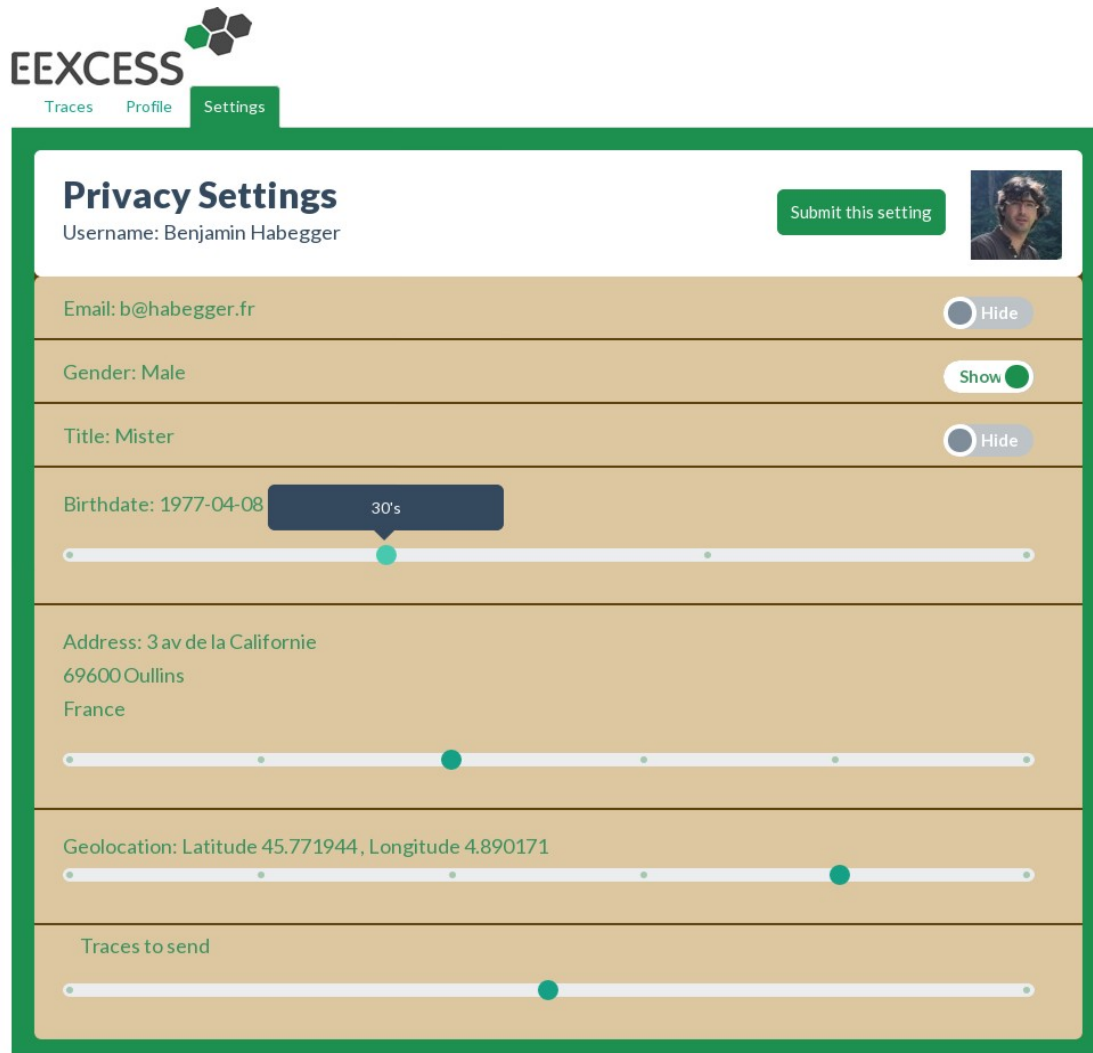 EEXCESS
Traces Profile Settings
Privacy Settings
Username: Benjamin Habegger
Submit this setting
Email: b@habegger.fr
Hide
Gender: Male
Show
Title: Mister
Hide
Birthdate: 1977-04-08
30's
Address: 3 av de la Californie
69600 Oullins
France
Geolocation: Latitude 45.771944 , Longitude 4.890171
Traces to send